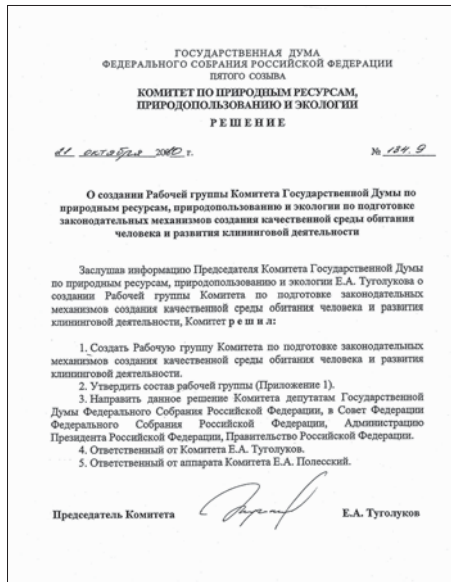 ГОСУДАРСТВЕННАЯ ДУМА
ФЕДЕРАЛЬНОГО СОБРАНИЯ РОССИЙСКОЙ ФЕДЕРАЦИИ
ПЯТОГО СОЗЫВА
КОМИТЕТ ПО ПРИРОДНЫМ РЕСУРСАМ,
ПРИРОДОПОЛЬЗОВАНИЮ И ЭКОЛОГИИ
Р Е Ш Е Н И Е
21 октября 2010 г. № 134.9
О создании Рабочей группы Комитета Государственной Думы по
природным ресурсам, природопользованию и экологии по подготовке
законодательных механизмов создания качественной среды обитания
человека и развития клининговой деятельности
Заслушав информацию Председателя Комитета Государственной Думы
по природным ресурсам, природопользованию и экологии Е.А. Туголукова о
создании Рабочей группы Комитета по подготовке законодательных
механизмов создания качественной среды обитания человека и развития
клининговой деятельности, Комитет р е ш и л:
1. Создать Рабочую группу Комитета по подготовке законодательных
механизмов создания качественной среды обитания человека и развития
клининговой деятельности.
2. Утвердить состав рабочей группы (Приложение 1).
3. Направить данное решение Комитета депутатам Государственной
Думы Федерального Собрания Российской Федерации, в Совет Федерации
Федерального Собрания Российской Федерации, Администрацию
Президента Российской Федерации, Правительство Российской Федерации.
4. Ответственный от Комитета Е.А. Туголуков.
5. Ответственный от аппарата Комитета Е.А. Полесский.
Председатель Комитета Е.А. Туголуков